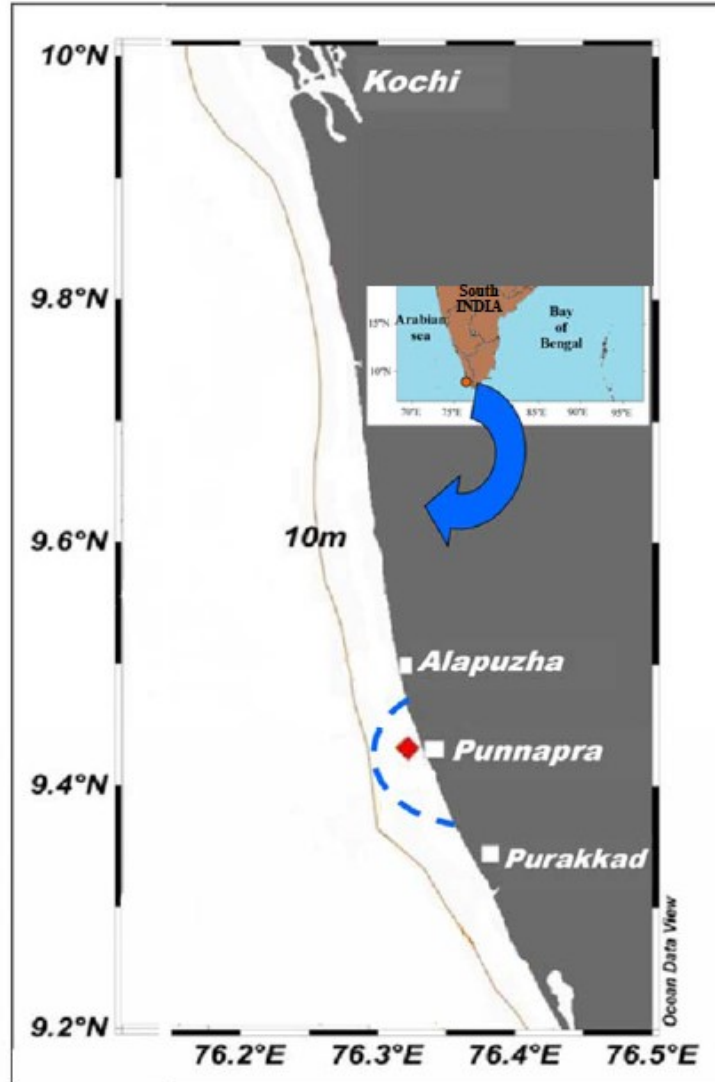 10°N
Kochi
9.8°N
South
INDIA
15°N
Arabian
sea
Bay
of
Bengal
10°N
70°E 75°E 80°E 85°E 90°E 95°E
9.6°N
10m
Alapuzha
Punnapra
9.4°N
Purakkad
Ocean Data View
9.2°N
76.2°E 76.3°E 76.4°E 76.5°E